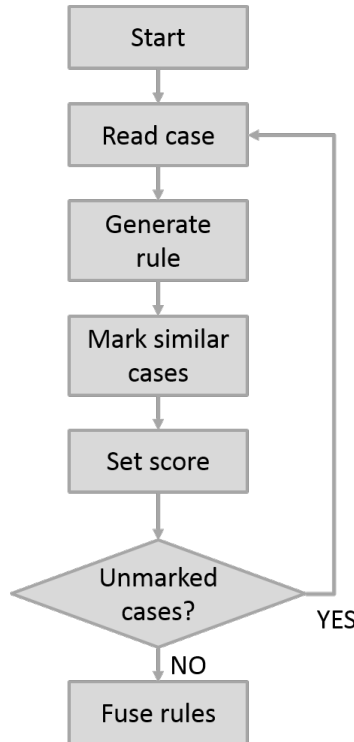 Start
Read case
Generate
rule
Mark similar
cases
Set score
Unmarked
cases?
YES
NO
Fuse rules